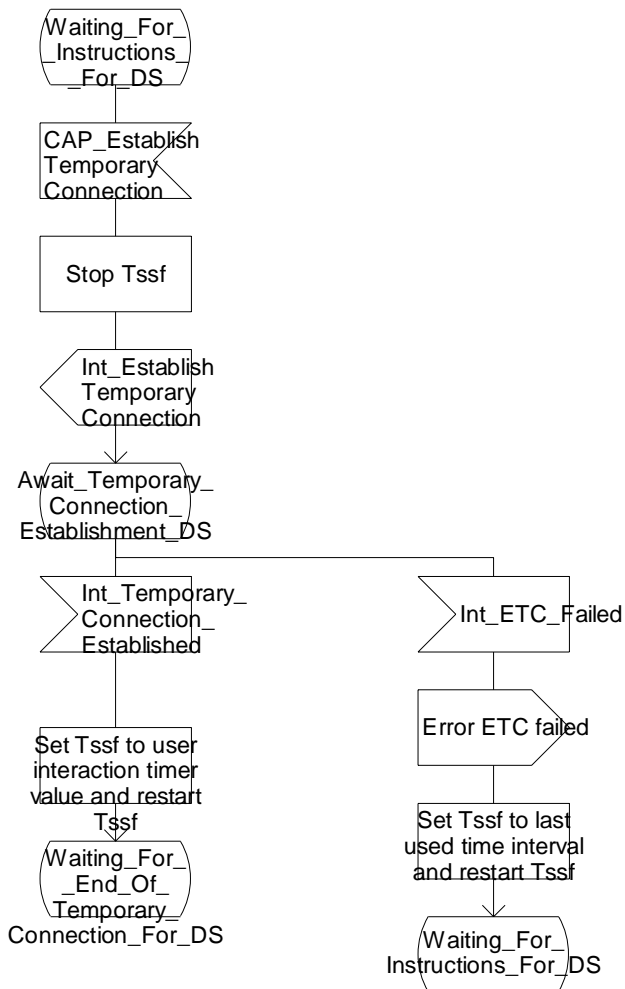 Waiting_For_
_Instructions_
_For_DS
CAP_Establish
Temporary
Connection
Stop Tssf
Int_Establish
Temporary
Connection
Await_Temporary_
Connection_
Establishment_DS
Int_Temporary_
Connection_
Established
Int_ETC_Failed
Error ETC failed
Set Tssf to user
interaction timer
value and restart
Tssf
Set Tssf to last
used time interval
and restart Tssf
Waiting_For_
_End_Of_
Temporary_
Connection_For_DS
Waiting_For_
Instructions_For_DS